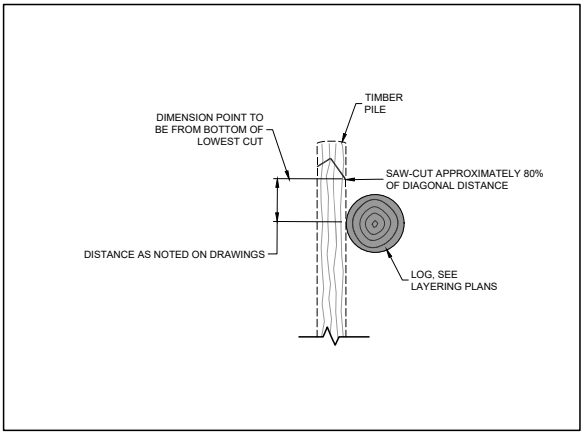 TIMBER
PILE
DIMENSION POINT TO
BE FROM BOTTOM OF
LOWEST CUT
SAW-CUT APPROXIMATELY 80%
OF DIAGONAL DISTANCE
DISTANCE AS NOTED ON DRAWINGS
LOG, SEE
LAYERING PLANS